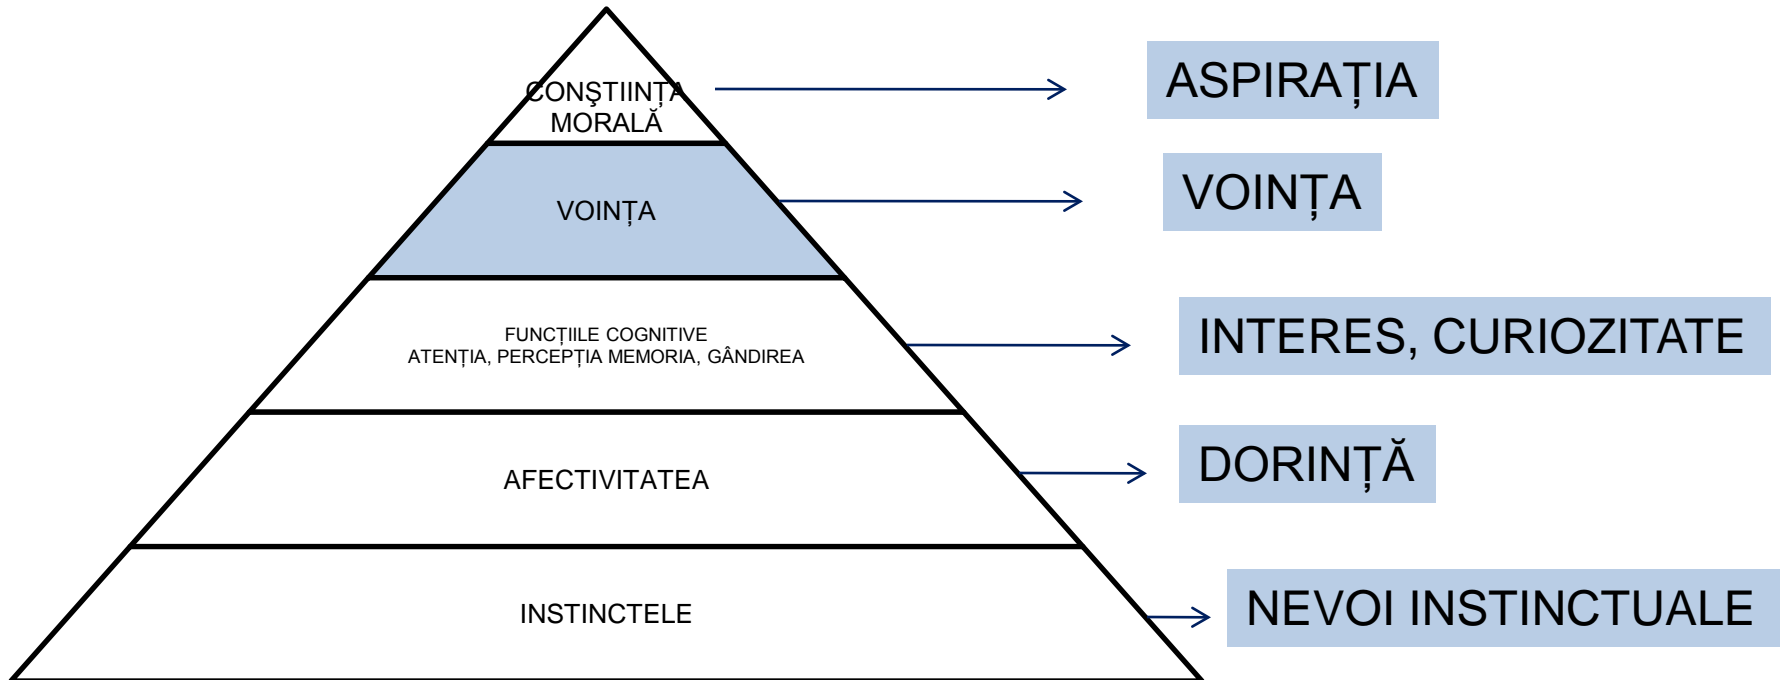 CONŞTIINȚA
MORALĂ
ASPIRAȚIA
VOINȚA
VOINȚA
FUNCȚIILE COGNITIVE
ATENȚIA, PERCEPȚIA MEMORIA, GÂNDIREA
INTERES, CURIOZITATE
AFECTIVITATEA
DORINȚĂ
INSTINCTELE
NEVOI INSTINCTUALE